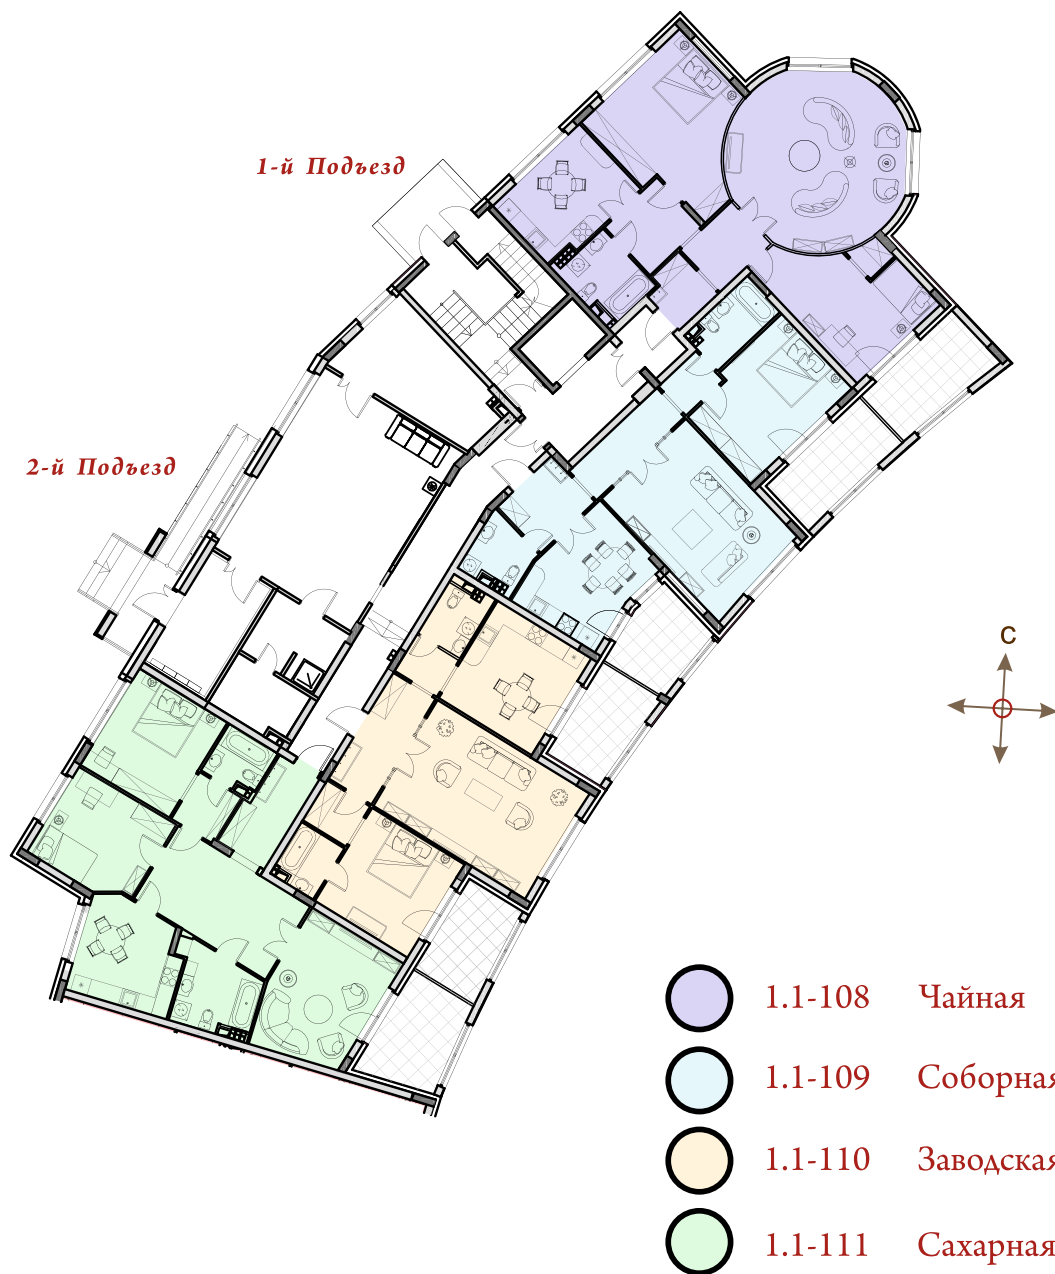 1-й Подъезд
2-й Подъезд
С
1.1-108 Чайная
1.1-109 Соборная
1.1-110 Заводская
1.1-111 Сахарная